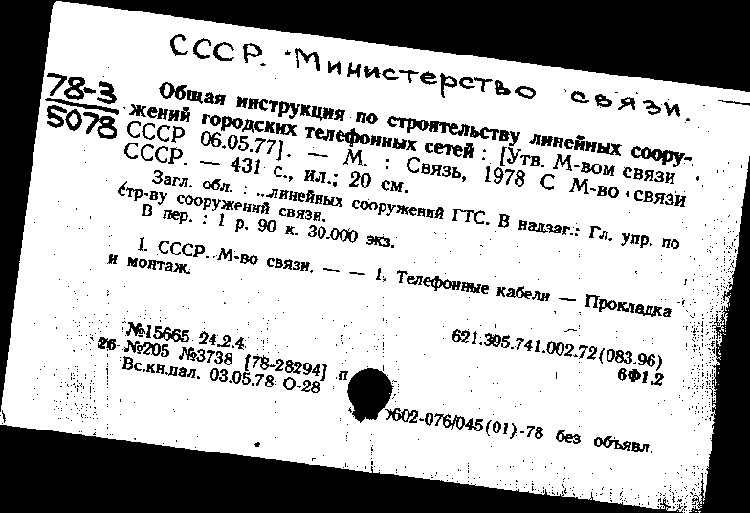 СССР. Министерство связи.
78-3
5078
Общая инструкция по строительству линейных соору-
жений городских телефонных сетей : [Утв. М-вом связи
СССР 06.05.77]. — М. : Связь, 1978 С М-во связи
СССР. — 431 с., ил.; 20 см.
Загл. обл. : ...линейных сооружений ГТС. В надзаг.: Гл. упр. по
стр-ву сооружений связи.
В пер. : 1 р. 90 к. 30.000 экз.
1. СССР. М-во связи. — — 1. Телефонные кабели — Прокладка
и монтаж.
621.395.741.002.72(083.96)
6Ф1.2
№15665 24.2.4
26 №205 №3738 [78-28294] п
Вс.кн.пал. 03.05.78 О-28
602-076/045(01)-78 без объявл.